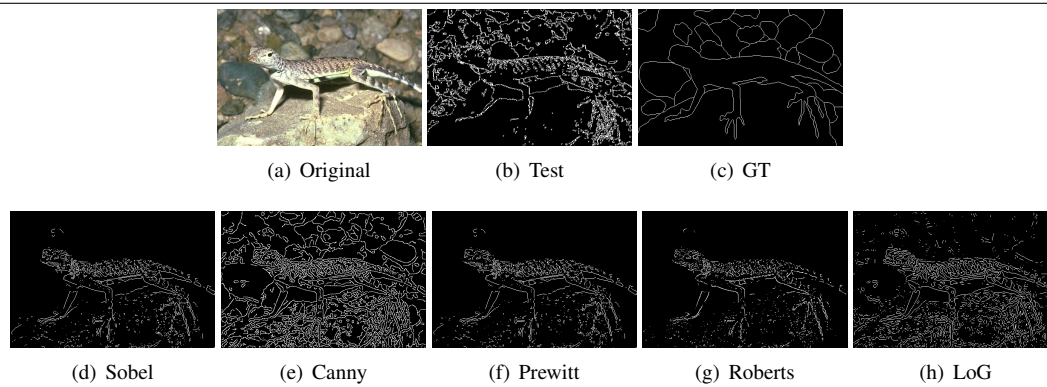 (a) Original
(b) Test
(c) GT
(d) Sobel
(e) Canny
(f) Prewitt
(g) Roberts
(h) LoG